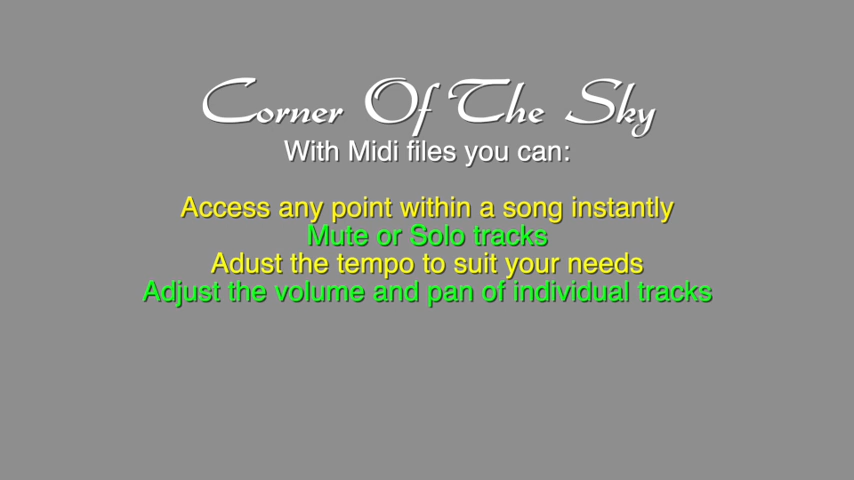 Corner Of The Sky
With Midi files you can:
Access any point within a song instantly
Mute or Solo tracks
Adust the tempo to suit your needs
Adjust the volume and pan of individual tracks